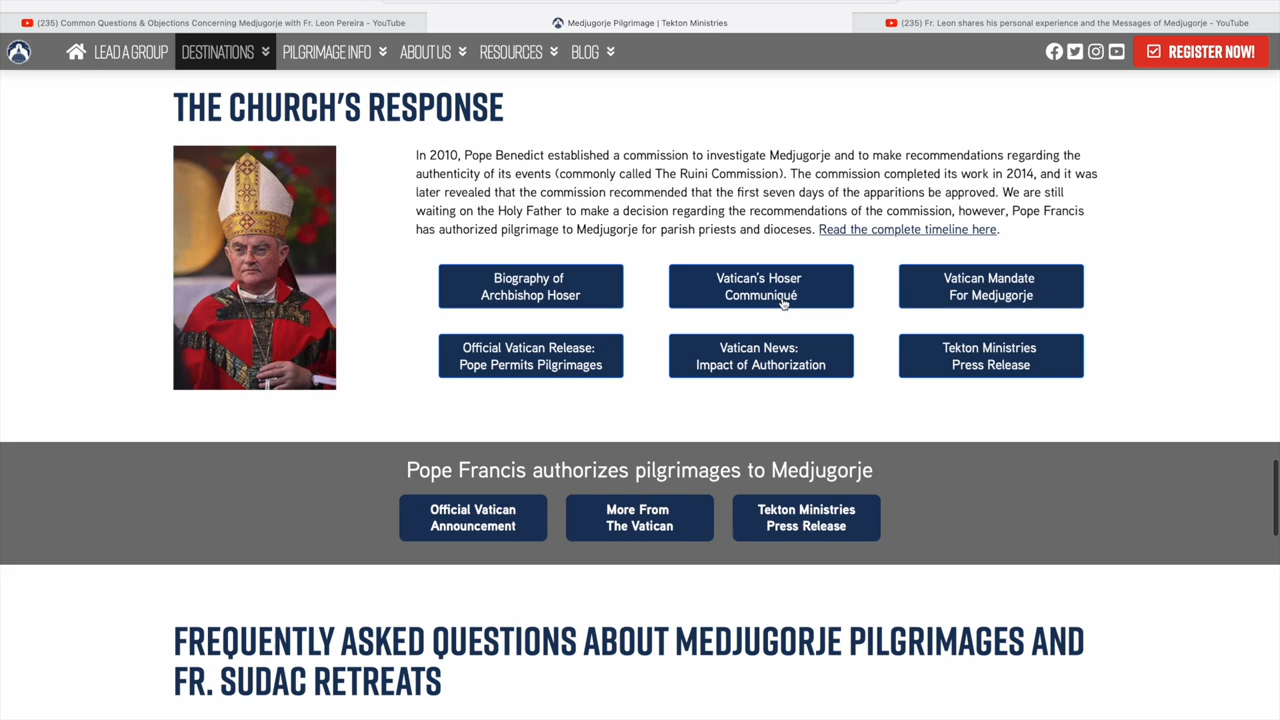 (235) Common Questions & Objections Concerning Medjugorje with Fr. Leon Pereira - YouTube
Medjugorje Pilgrimage | Tekton Ministries
(235) Fr. Leon shares his personal experience and the Messages of Medjugorje - YouTube
LEAD A GROUP
DESTINATIONS
PILGRIMAGE INFO
ABOUT US
RESOURCES
BLOG
REGISTER NOW!
THE CHURCH'S RESPONSE
In 2010, Pope Benedict established a commission to investigate Medjugorje and to make recommendations regarding the
authenticity of its events (commonly called The Ruini Commission). The commission completed its work in 2014, and it was
later revealed that the commission recommended that the first seven days of the apparitions be approved. We are still
waiting on the Holy Father to make a decision regarding the recommendations of the commission, however, Pope Francis
has authorized pilgrimage to Medjugorje for parish priests and dioceses. Read the complete timeline here.
Biography of
Archbishop Hoser
Vatican's Hoser
Communiqué
Vatican Mandate
For Medjugorje
Official Vatican Release:
Pope Permits Pilgrimages
Vatican News:
Impact of Authorization
Tekton Ministries
Press Release
Pope Francis authorizes pilgrimages to Medjugorje
Official Vatican
Announcement
More From
The Vatican
Tekton Ministries
Press Release
FREQUENTLY ASKED QUESTIONS ABOUT MEDJUGORJE PILGRIMAGES AND
FR. SUDAC RETREATS